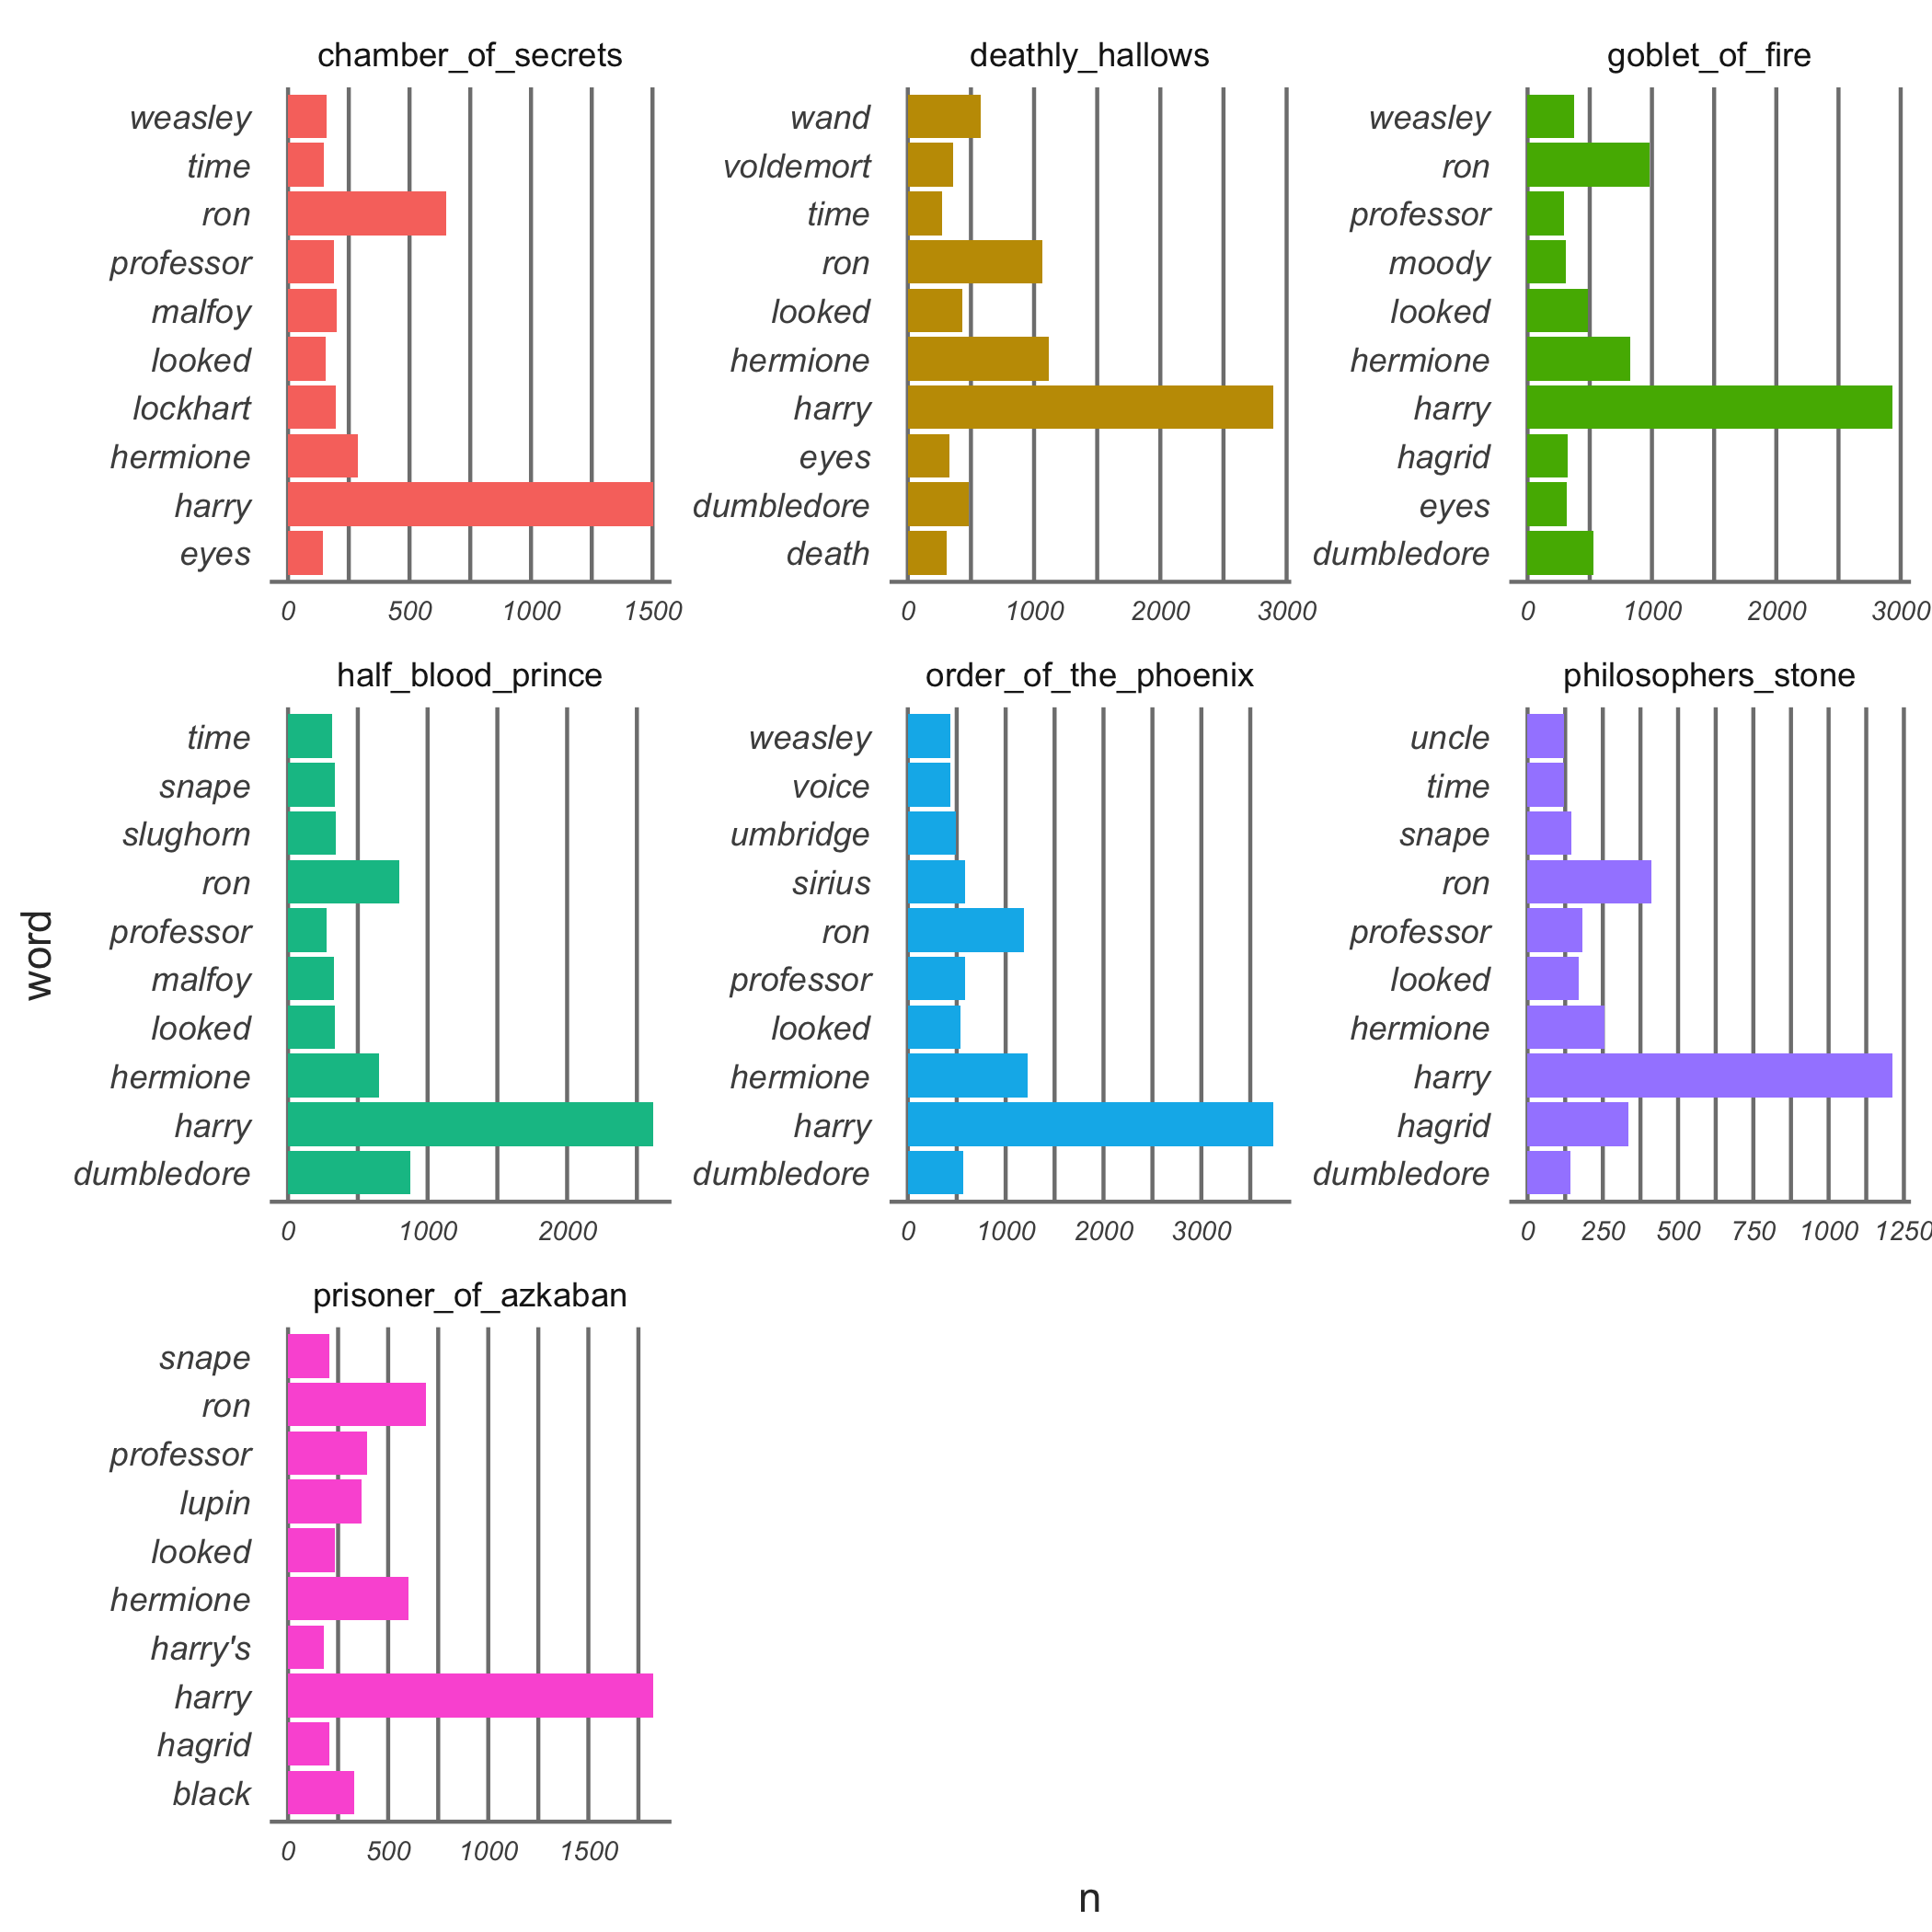 chamber_of_secrets
weasley
time
ron
professor
malfoy
looked
lockhart
hermione
harry
eyes
0 500 1000 1500
deathly_hallows
wand
voldemort
time
ron
looked
hermione
harry
eyes
dumbledore
death
0 1000 2000 3000
goblet_of_fire
weasley
ron
professor
moody
looked
hermione
harry
hagrid
eyes
dumbledore
0 1000 2000 3000
half_blood_prince
time
snape
slughorn
ron
professor
malfoy
looked
hermione
harry
dumbledore
0 1000 2000
order_of_the_phoenix
weasley
voice
umbridge
sirius
ron
professor
looked
hermione
harry
dumbledore
0 1000 2000 3000
philosophers_stone
uncle
time
snape
ron
professor
looked
hermione
harry
hagrid
dumbledore
0 250 500 750 1000 1250
prisoner_of_azkaban
snape
ron
professor
lupin
looked
hermione
harry's
harry
hagrid
black
0 500 1000 1500
word
n